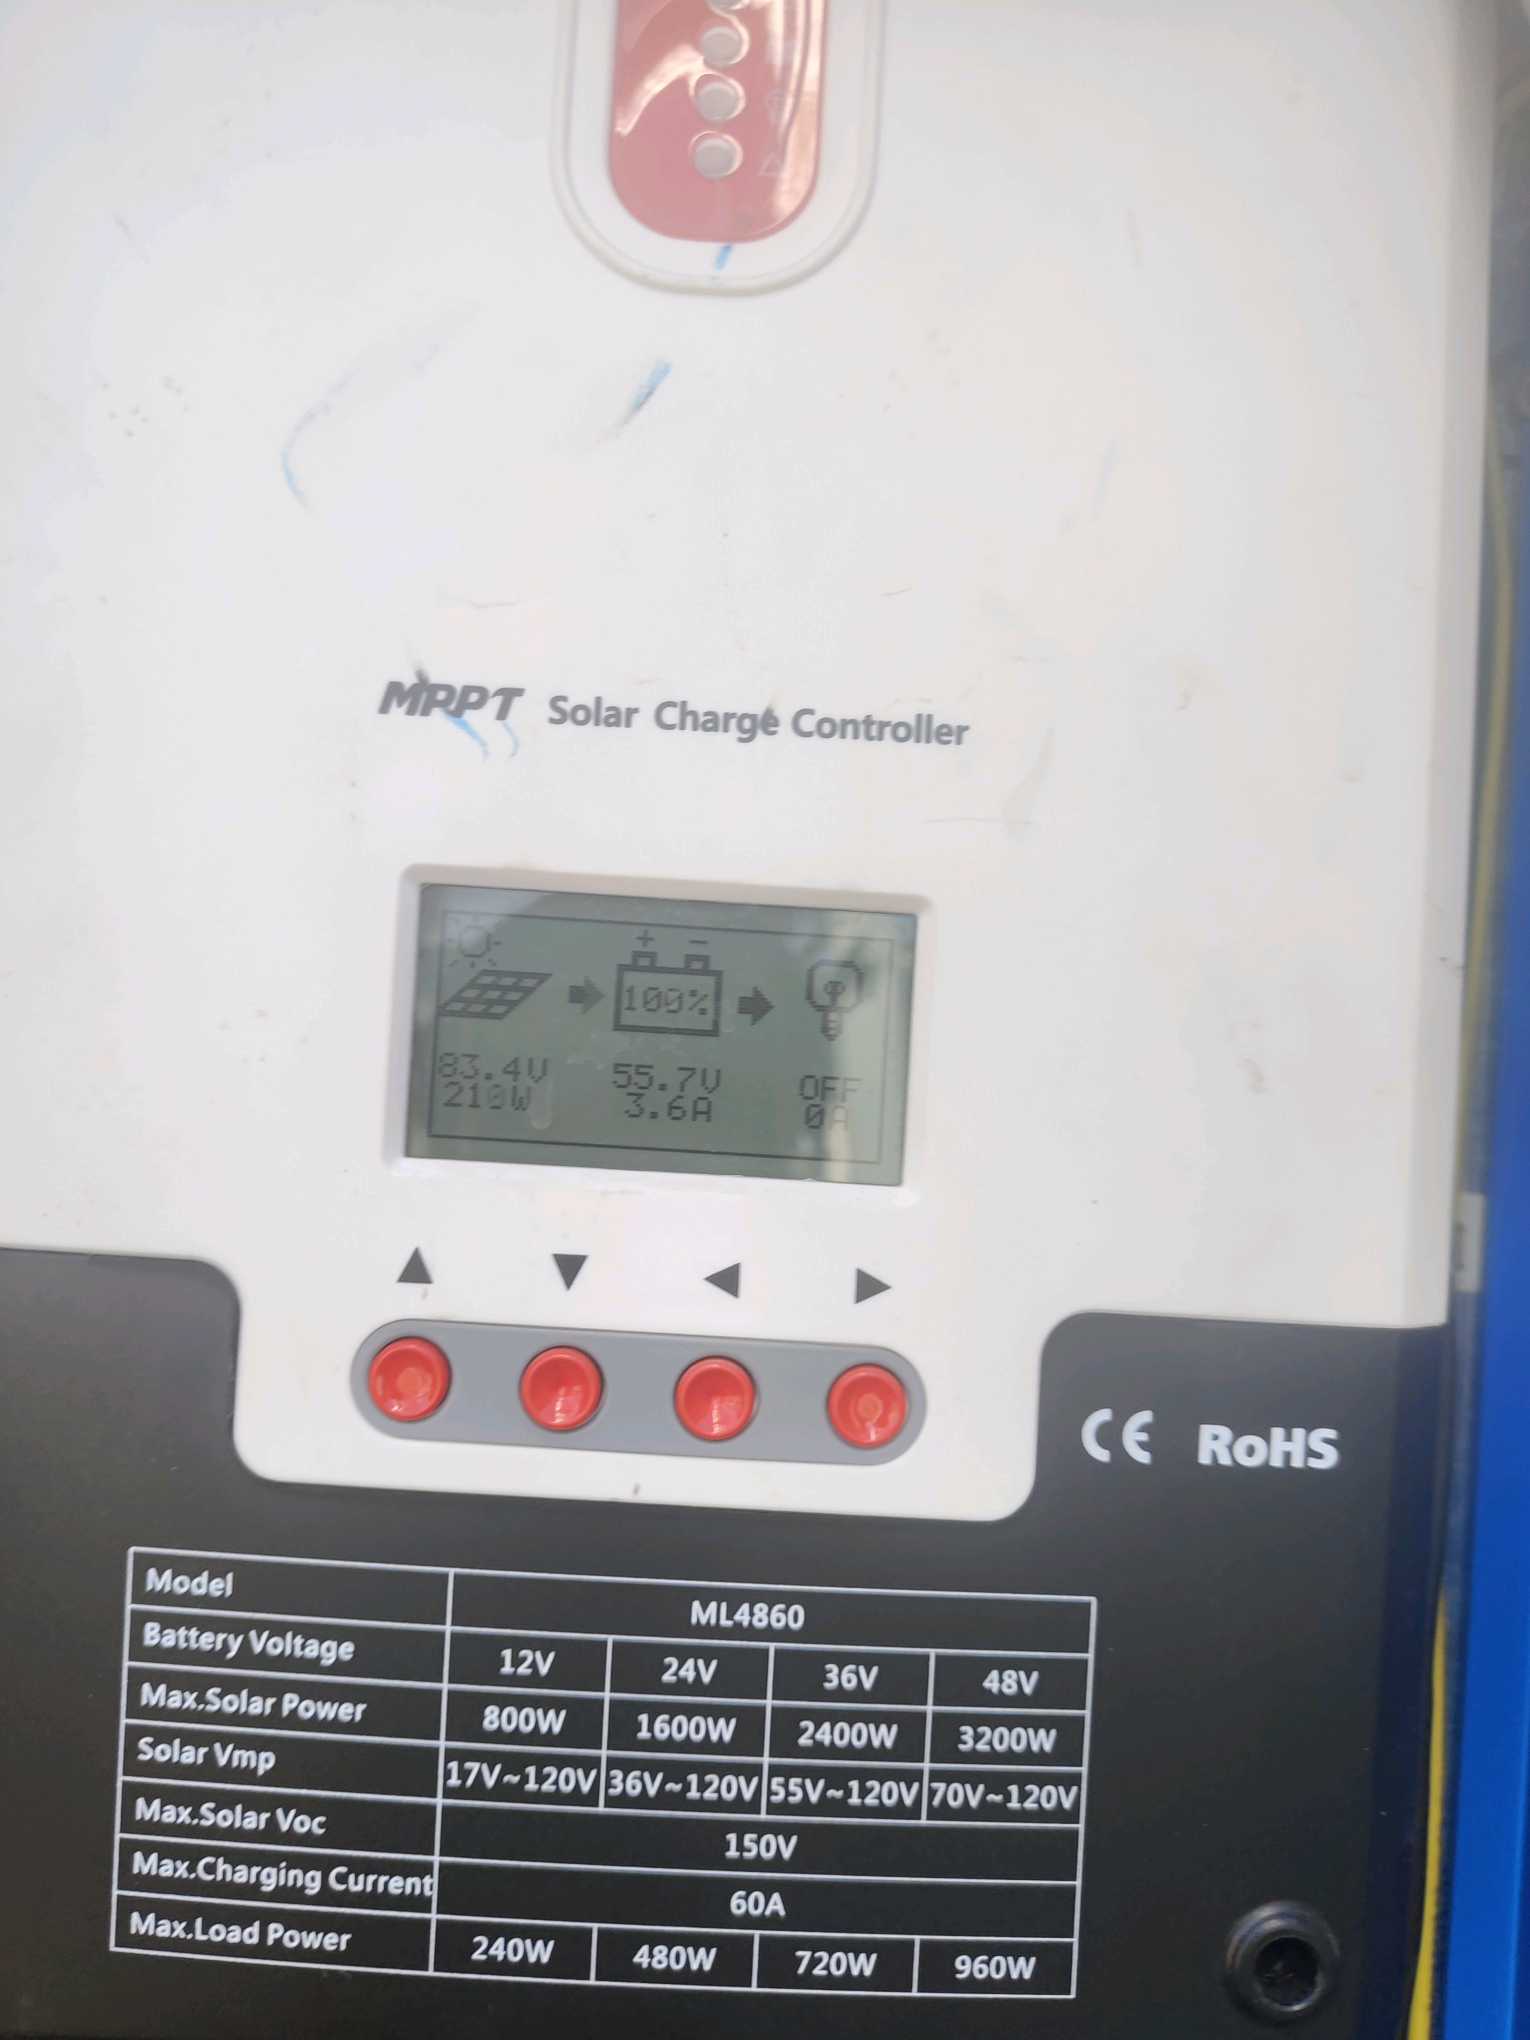 MPPT Solar Charge Controller
+ −
100%
83.4V 55.7V OFF
210W 3.6A 0A
CE RoHS
Model ML4860
Battery Voltage 12V 24V 36V 48V
Max.Solar Power 800W 1600W 2400W 3200W
Solar Vmp 17V~120V 36V~120V 55V~120V 70V~120V
Max.Solar Voc 150V
Max.Charging Current 60A
Max.Load Power 240W 480W 720W 960W